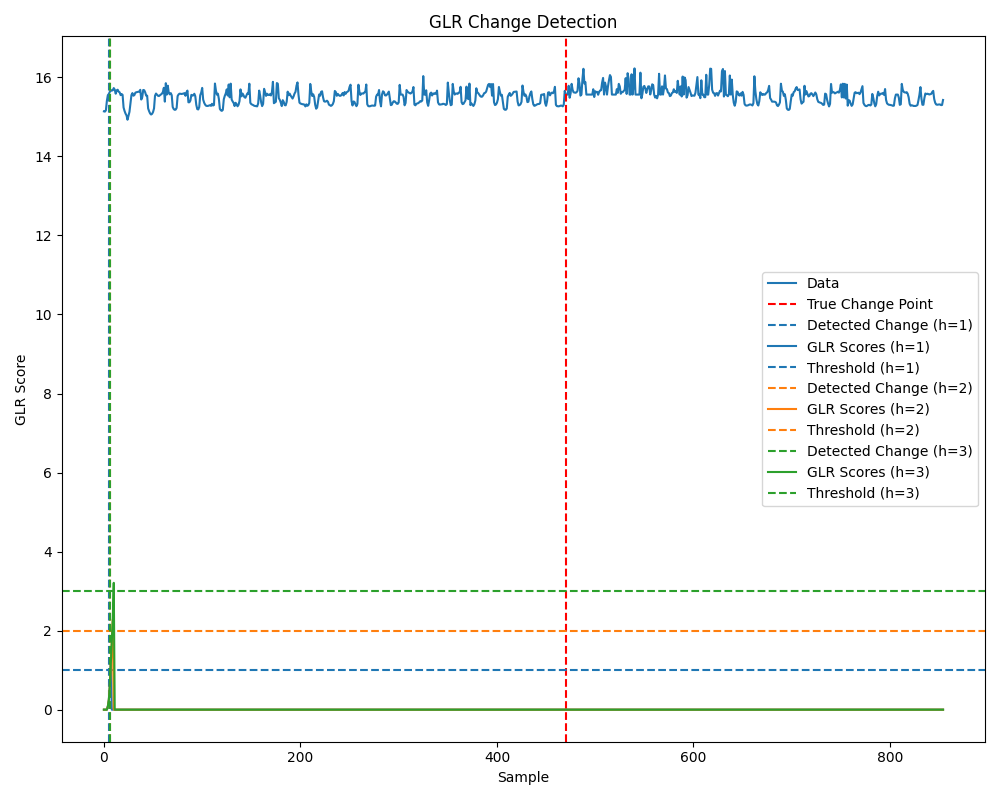 GLR Change Detection
GLR Score
16
14
12
10
8
6
4
2
0
Data
True Change Point
Detected Change (h=1)
GLR Scores (h=1)
Threshold (h=1)
Detected Change (h=2)
GLR Scores (h=2)
Threshold (h=2)
Detected Change (h=3)
GLR Scores (h=3)
Threshold (h=3)
0 200 400 600 800
Sample